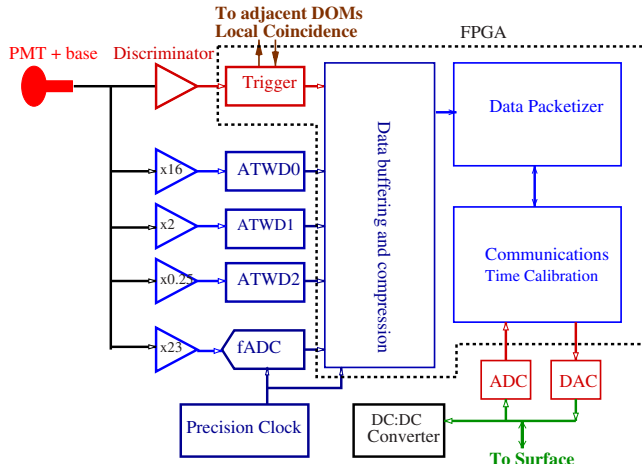 To adjacent DOMs
Local Coincidence
FPGA
PMT + base
Discriminator
Trigger
Data Packetizer
Data buffering and compression
x16
ATWD0
x2
ATWD1
x0.25
ATWD2
Communications
Time Calibration
x23
fADC
ADC
DAC
Precision Clock
DC:DC
Converter
To Surface